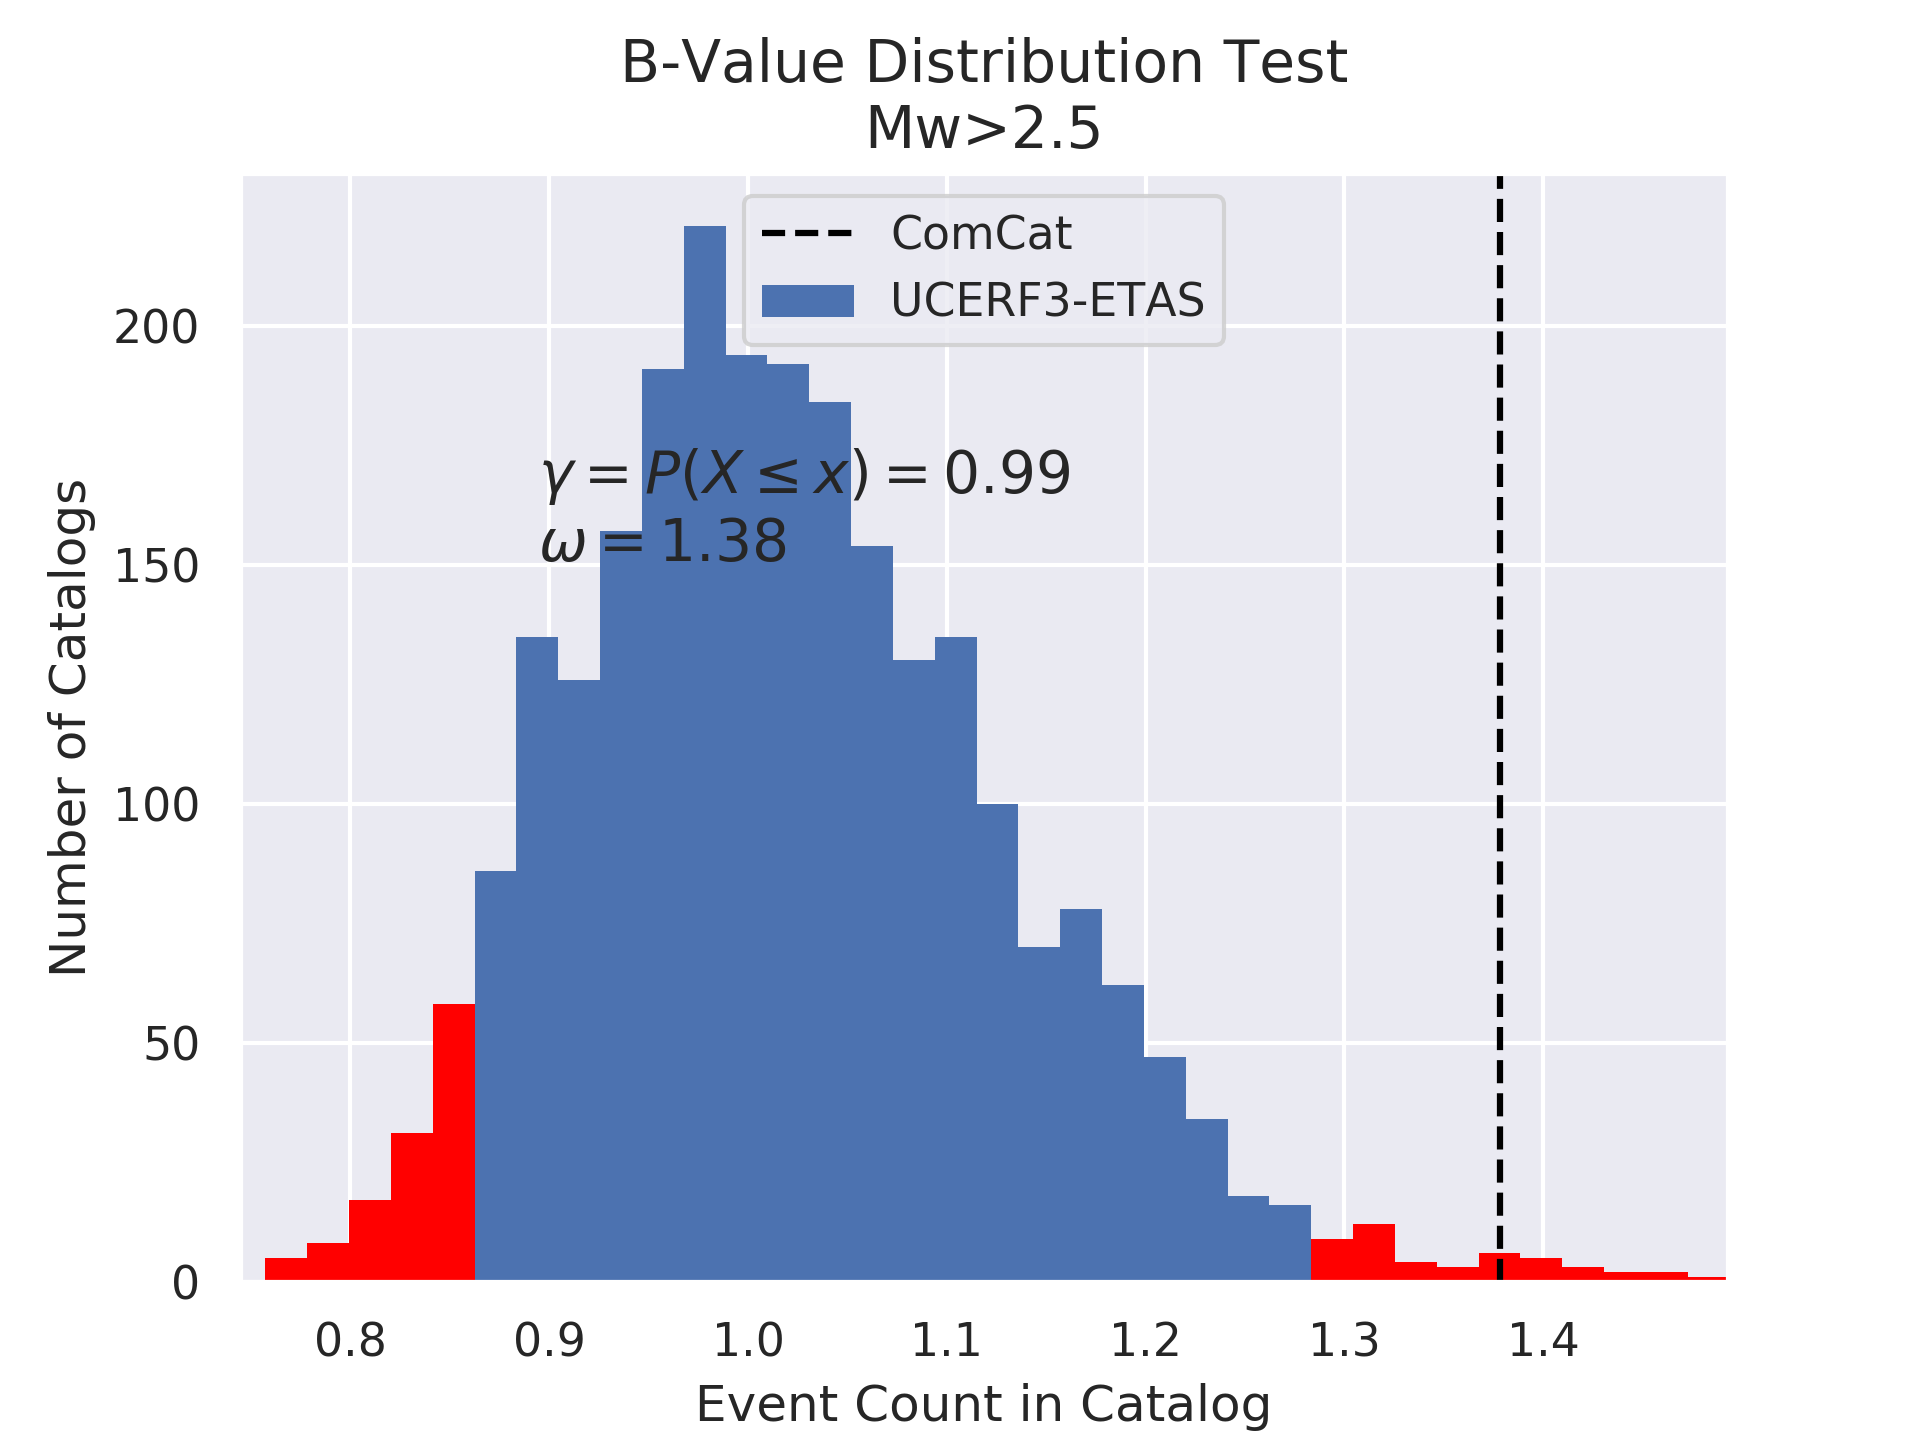 B-Value Distribution Test
Mw>2.5
ComCat
UCERF3-ETAS
γ = P(X ≤ x) = 0.99
ω = 1.38
Number of Catalogs
200
150
100
50
0
0.8 0.9 1.0 1.1 1.2 1.3 1.4
Event Count in Catalog